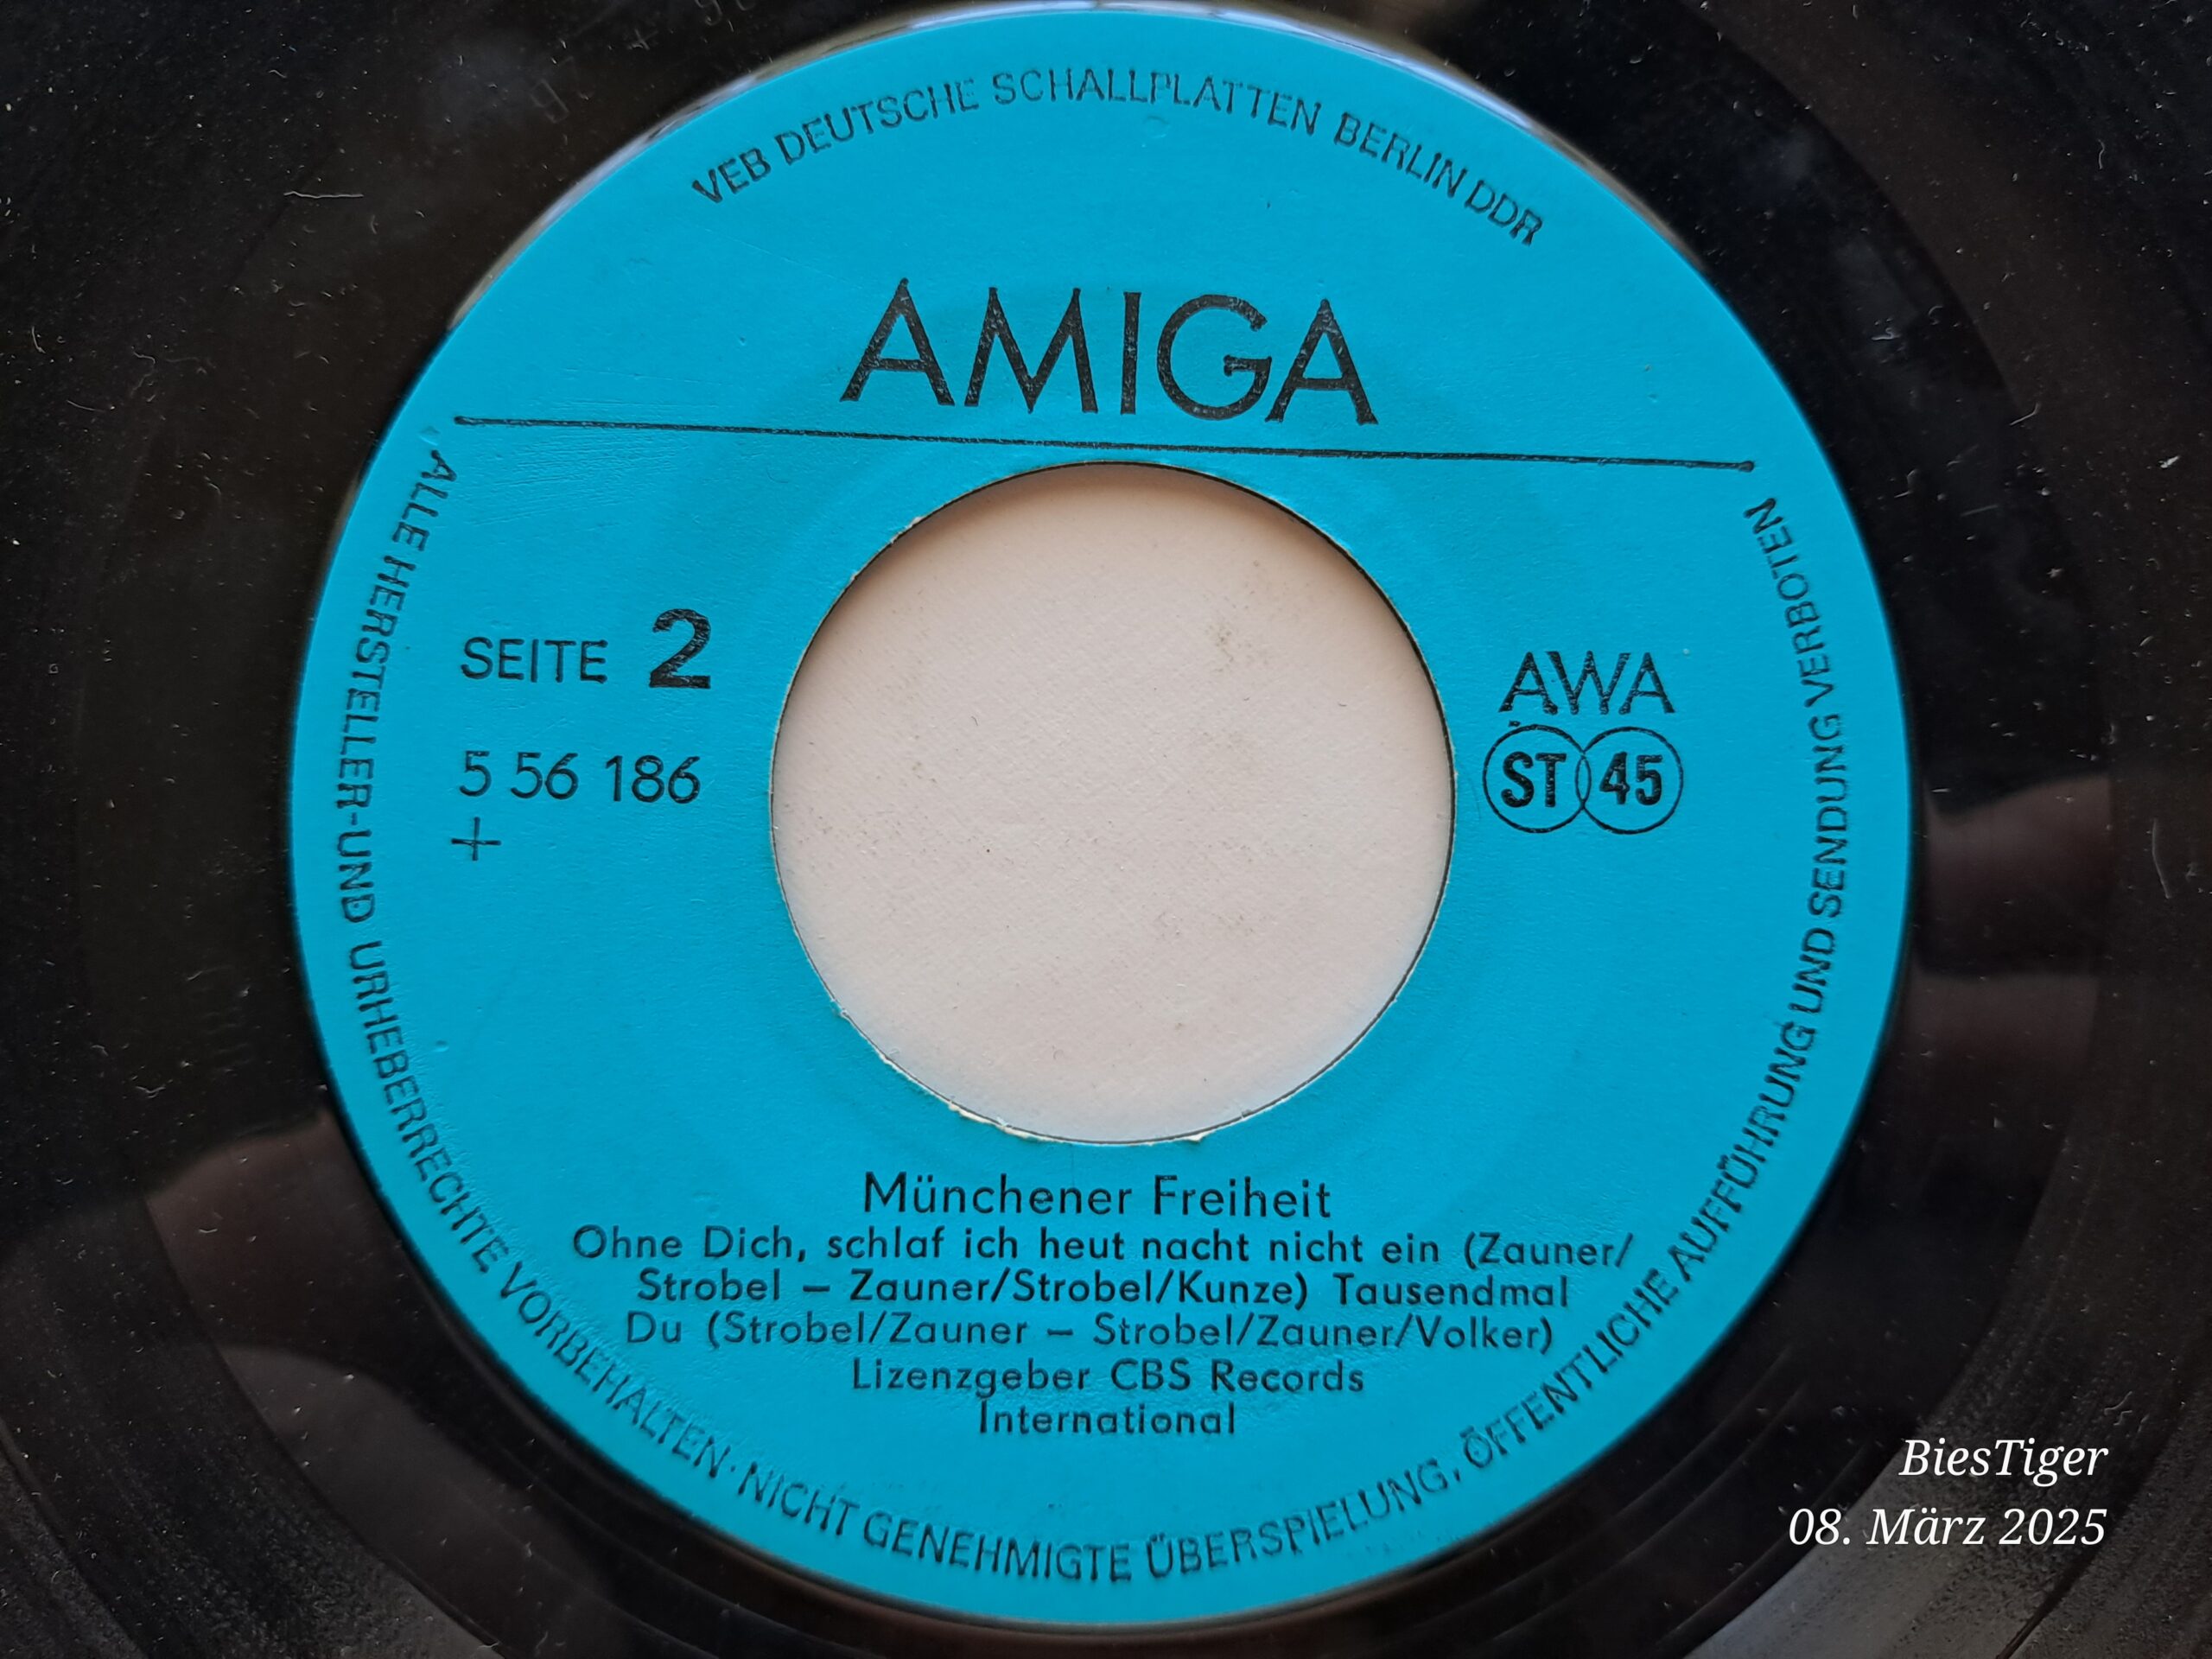 VEB DEUTSCHE SCHALLPLATTEN BERLIN DDR
AMIGA
SEITE 2
5 56 186
+
AWA
ST 45
Münchener Freiheit
Ohne Dich, schlaf ich heut nacht nicht ein (Zauner/
Strobel – Zauner/Strobel/Kunze) Tausendmal
Du (Strobel/Zauner – Strobel/Zauner/Volker)
Lizenzgeber CBS Records
International
ALLE HERSTELLER-UND URHEBERRECHTE VORBEHALTEN · NICHT GENEHMIGTE ÜBERSPIELUNG, ÖFFENTLICHE AUFFÜHRUNG UND SENDUNG VERBOTEN
BiesTiger
08. März 2025